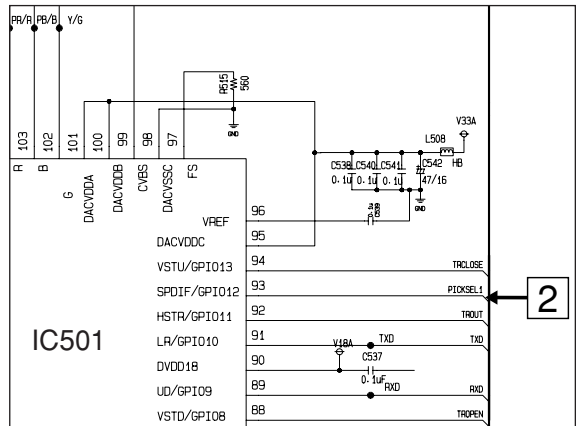 PR/R PB/B Y/G
R515
560
GND
V33A
L508
HB
103
102
101
100
99
98
97
R
B
G
DACVDDA
DACVDDB
CVBS
DACVSSC
FS
C538 C540 C541 C542
0.1u 0.1u 0.1u 47/16
GND
VREF 96
C539
DACVDDC 95
VSTU/GPIO13 94 TRCLOSE
SPDIF/GPIO12 93 PICKSEL1
2
HSTR/GPIO11 92 TROUT
IC501
LR/GPIO10 91 TXD TXD
V18A
DVDD18 90 C537
0.1uF
UD/GPIO9 89 RXD RXD
VSTD/GPIO8 88 TROPEN